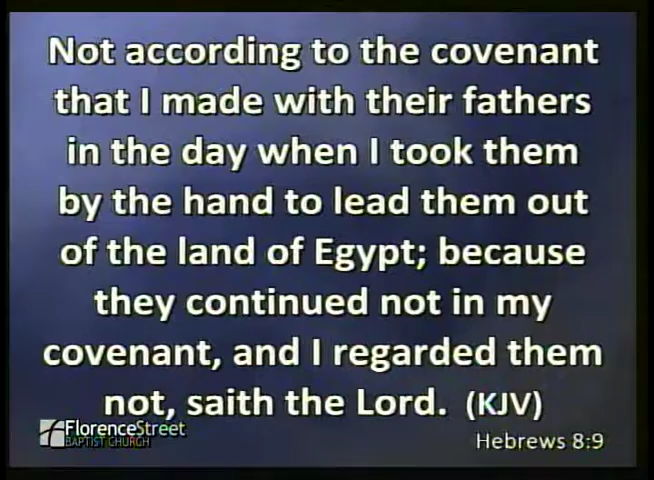 Not according to the covenant
that I made with their fathers
in the day when I took them
by the hand to lead them out
of the land of Egypt; because
they continued not in my
covenant, and I regarded them
not, saith the Lord. (KJV)
FlorenceStreet
BAPTIST CHURCH
Hebrews 8:9